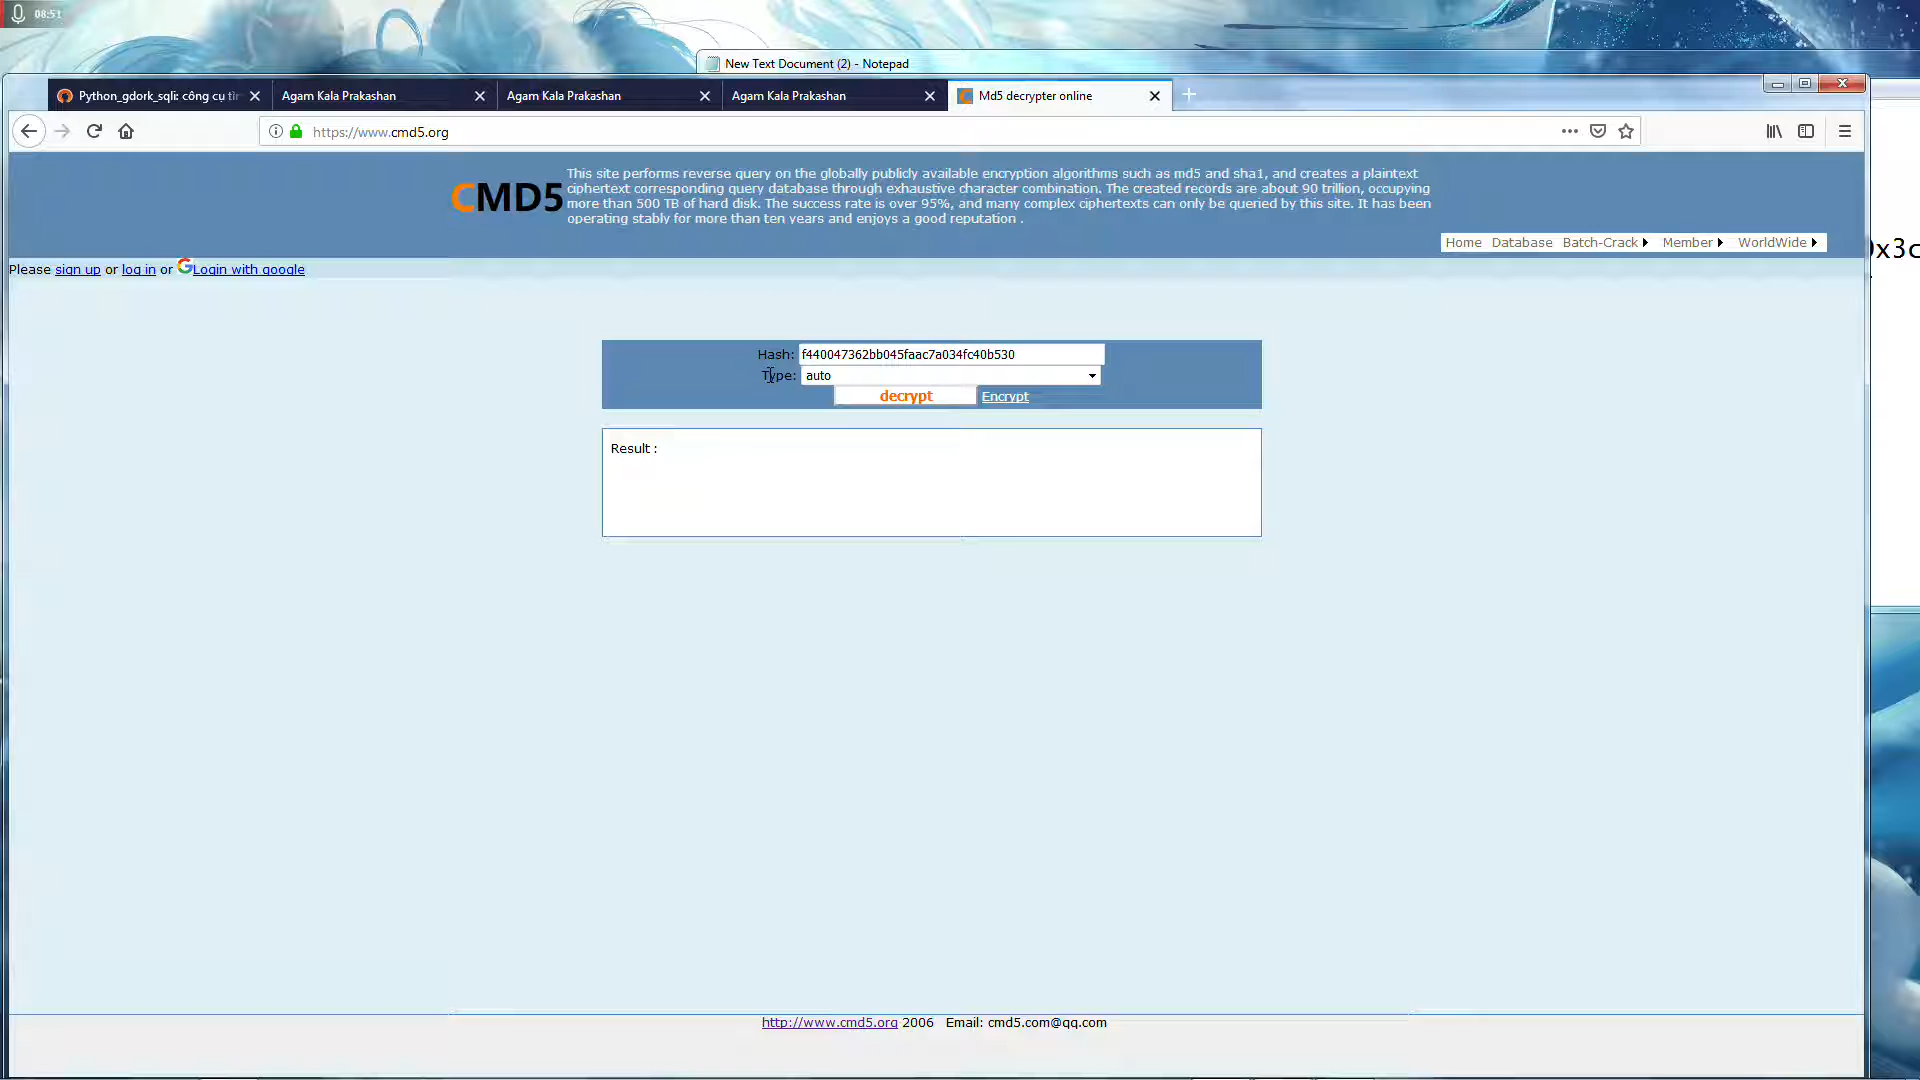 08:51
New Text Document (2) - Notepad
Python_gdork_sqli: công cụ tìr
Agam Kala Prakashan
Agam Kala Prakashan
Agam Kala Prakashan
Md5 decrypter online
https://www.cmd5.org
CMD5
This site performs reverse query on the globally publicly available encryption algorithms such as md5 and sha1, and creates a plaintext
ciphertext corresponding query database through exhaustive character combination. The created records are about 90 trillion, occupying
more than 500 TB of hard disk. The success rate is over 95%, and many complex ciphertexts can only be queried by this site. It has been
operating stably for more than ten years and enjoys a good reputation .
Home Database Batch-Crack Member WorldWide
0x3c
Please sign up or log in or Login with google
Hash: f440047362bb045faac7a034fc40b530
Type: auto
decrypt Encrypt
Result :
http://www.cmd5.org 2006 Email: cmd5.com@qq.com